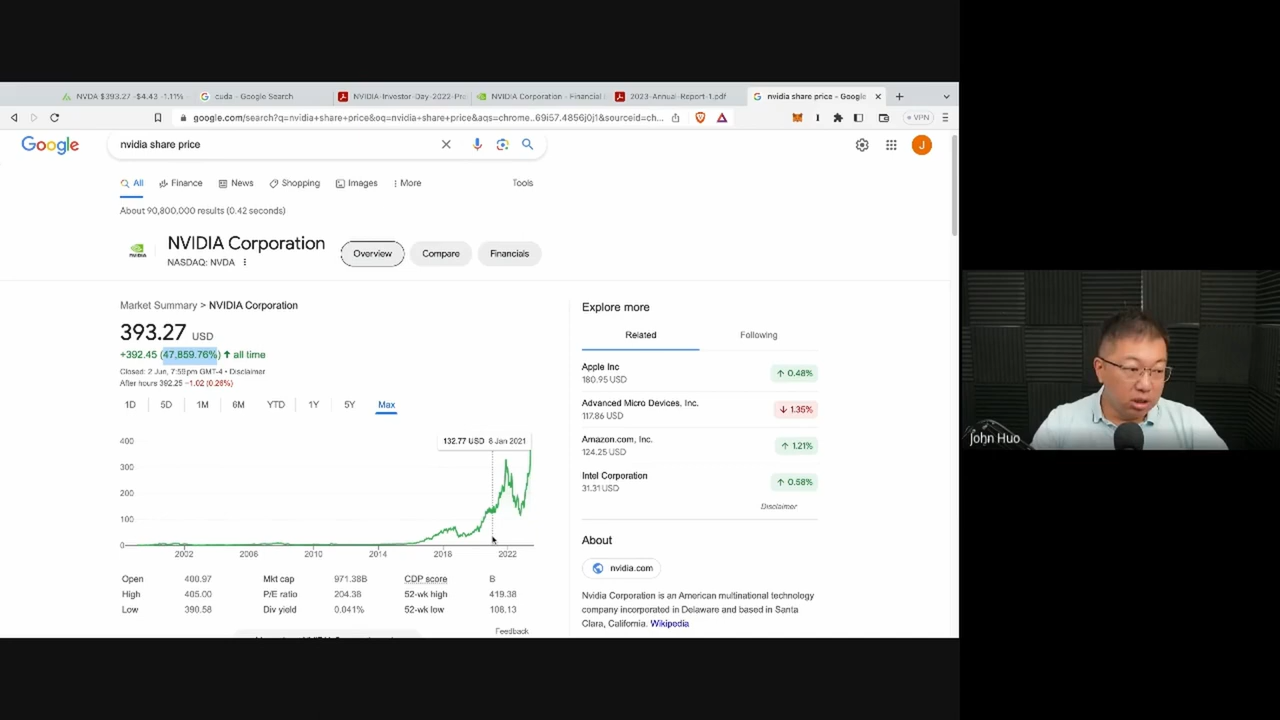 NVDA $393.27 -$4.43 -1.11%
cuda - Google Search
NVIDIA-Investor-Day-2022-Pre
NVIDIA Corporation - Financial
2023-Annual-Report-1.pdf
nvidia share price - Google
google.com/search?q=nvidia+share+price&oq=nvidia+share+price&aqs=chrome..69i57.4856j0j1&sourceid=ch...
VPN
Google
nvidia share price
J
All
Finance
News
Shopping
Images
More
Tools
About 90,800,000 results (0.42 seconds)
NVIDIA
NVIDIA Corporation
NASDAQ: NVDA
Overview
Compare
Financials
Market Summary > NVIDIA Corporation
393.27 USD
+392.45 (47,859.76%) ↑ all time
Closed: 2 Jun, 7:59 pm GMT-4 • Disclaimer
After hours 392.25 −1.02 (0.26%)
1D
5D
1M
6M
YTD
1Y
5Y
Max
132.77 USD 8 Jan 2021
400
300
200
100
0
2002
2006
2010
2014
2018
2022
Open 400.97 Mkt cap 971.38B CDP score B
High 405.00 P/E ratio 204.38 52-wk high 419.38
Low 390.58 Div yield 0.041% 52-wk low 108.13
Feedback
Explore more
Related
Following
Apple Inc
180.95 USD
↑ 0.48%
Advanced Micro Devices, Inc.
117.86 USD
↓ 1.35%
Amazon.com, Inc.
124.25 USD
↑ 1.21%
Intel Corporation
31.31 USD
↑ 0.58%
Disclaimer
About
nvidia.com
Nvidia Corporation is an American multinational technology
company incorporated in Delaware and based in Santa
Clara, California. Wikipedia
John Huo